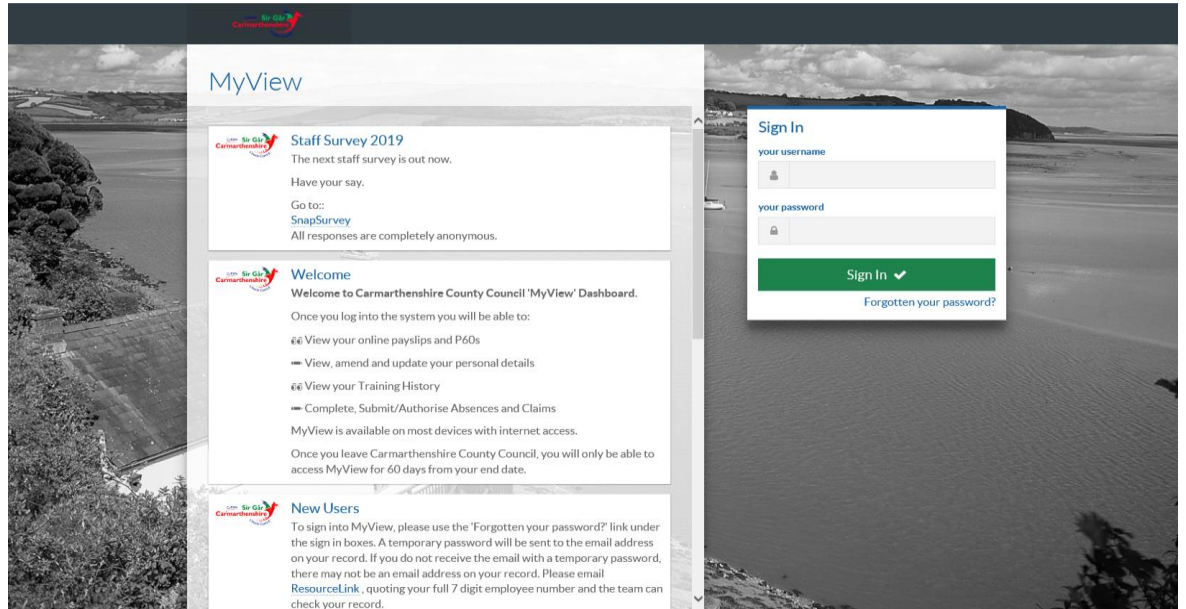 Sir Gâr
Carmarthenshire
MyView
Sir Gâr
Carmarthenshire
Staff Survey 2019
The next staff survey is out now.
Have your say.
Go to::
SnapSurvey
All responses are completely anonymous.
Sir Gâr
Carmarthenshire
Welcome
Welcome to Carmarthenshire County Council 'MyView' Dashboard.
Once you log into the system you will be able to:
View your online payslips and P60s
View, amend and update your personal details
View your Training History
Complete, Submit/Authorise Absences and Claims
MyView is available on most devices with internet access.
Once you leave Carmarthenshire County Council, you will only be able to
access MyView for 60 days from your end date.
Sir Gâr
Carmarthenshire
New Users
To sign into MyView, please use the 'Forgotten your password?' link under
the sign in boxes. A temporary password will be sent to the email address
on your record. If you do not receive the email with a temporary password,
there may not be an email address on your record. Please email
ResourceLink , quoting your full 7 digit employee number and the team can
check your record.
Sign In
your username
your password
Sign In
Forgotten your password?